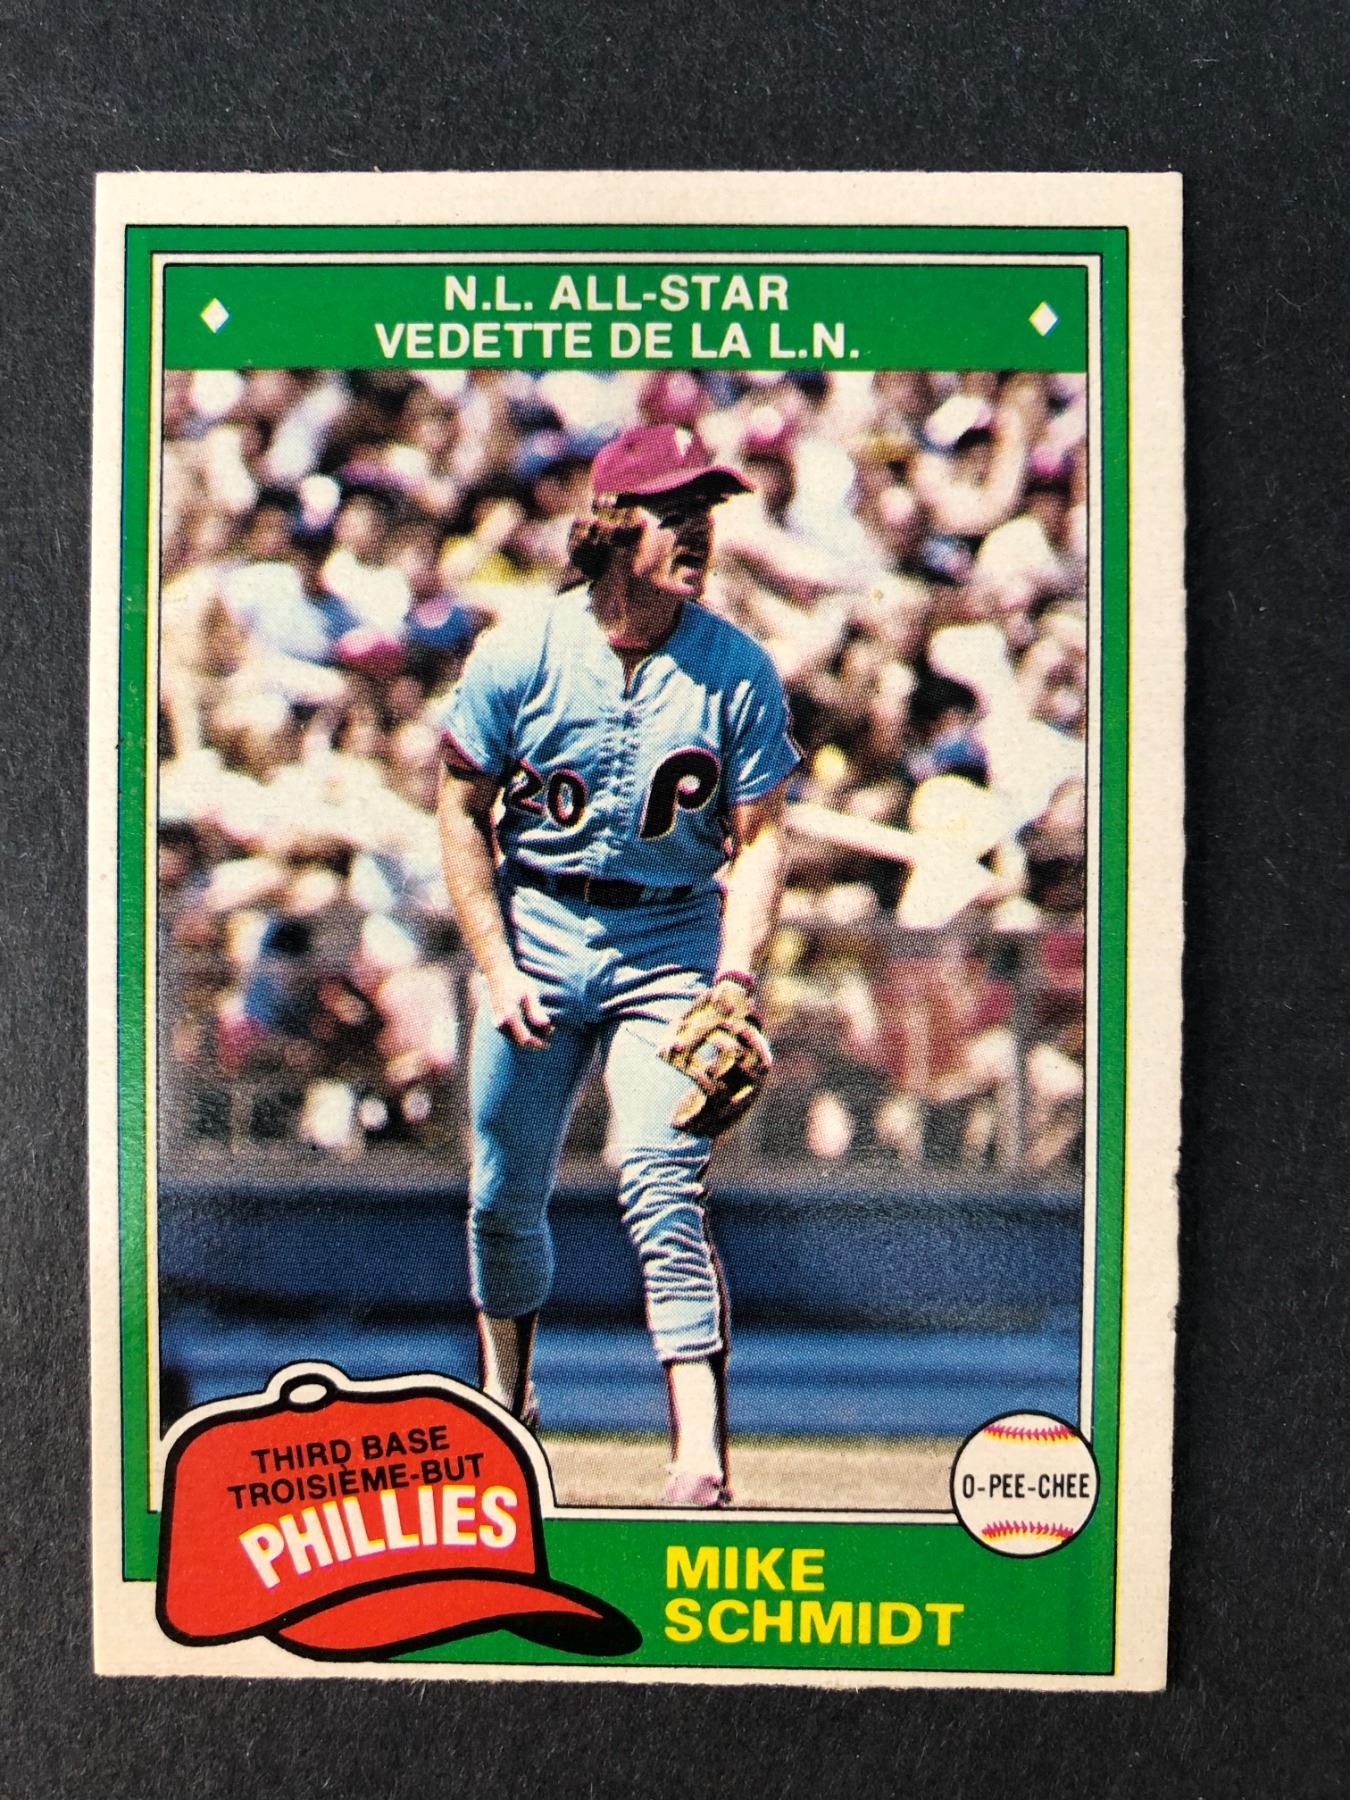 N.L. ALL-STAR
VEDETTE DE LA L.N.
P
20
P
THIRD BASE
TROISIÈME-BUT
PHILLIES
O-PEE-CHEE
MIKE
SCHMIDT